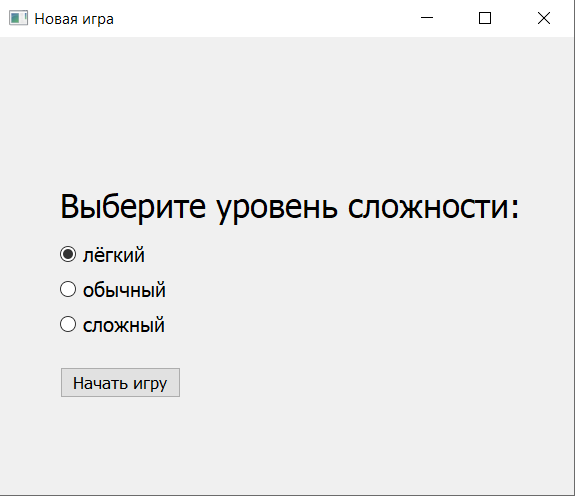 Новая игра
Выберите уровень сложности:
лёгкий
обычный
сложный
Начать игру